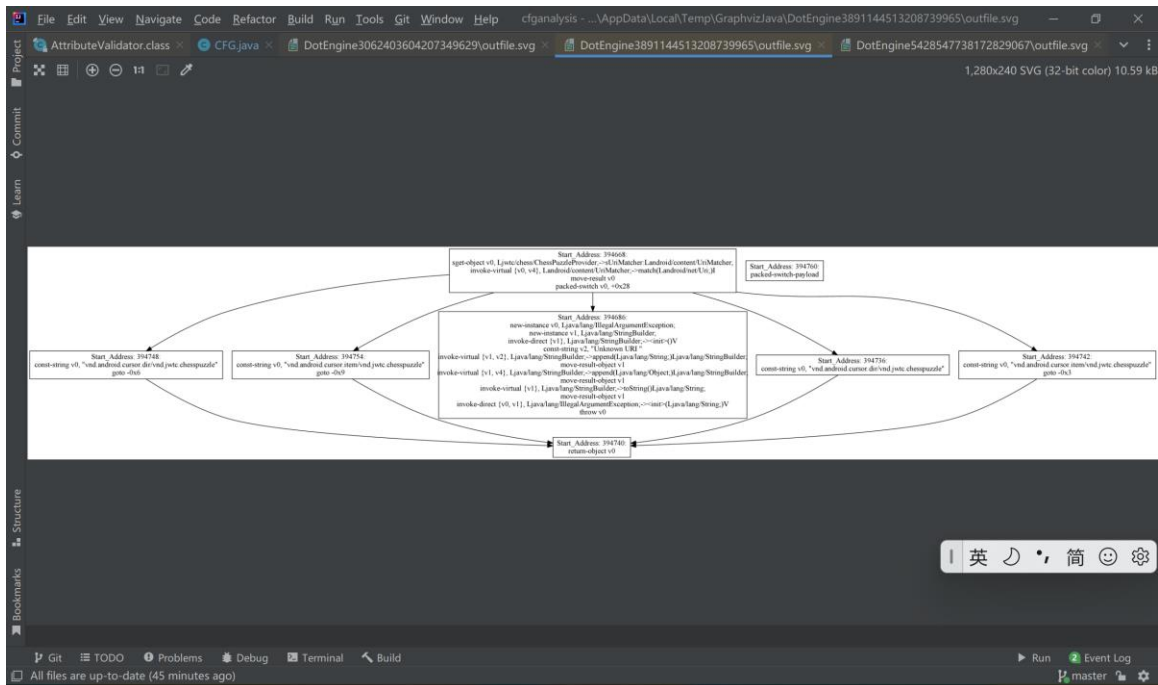 File Edit View Navigate Code Refactor Build Run Tools Git Window Help cfganalysis - ...\AppData\Local\Temp\GraphvizJava\DotEngine3891144513208739965\outfile.svg
AttributeValidator.class CFG.java DotEngine3062403604207349629\outfile.svg DotEngine3891144513208739965\outfile.svg DotEngine5428547738172829067\outfile.svg
1:1 1,280x240 SVG (32-bit color) 10.59 kB
Project
Commit
Learn
Start_Address: 394668:
sget-object v0, Ljwtc/chess/ChessPuzzleProvider;->sUriMatcher:Landroid/content/UriMatcher;
invoke-virtual {v0, v4}, Landroid/content/UriMatcher;->match(Landroid/net/Uri;)I
move-result v0
packed-switch v0, +0x28
Start_Address: 394760:
packed-switch-payload
Start_Address: 394686:
new-instance v0, Ljava/lang/IllegalArgumentException;
new-instance v1, Ljava/lang/StringBuilder;
invoke-direct {v1}, Ljava/lang/StringBuilder;-><init>()V
const-string v2, "Unknown URI "
invoke-virtual {v1, v2}, Ljava/lang/StringBuilder;->append(Ljava/lang/String;)Ljava/lang/StringBuilder;
move-result-object v1
invoke-virtual {v1, v4}, Ljava/lang/StringBuilder;->append(Ljava/lang/Object;)Ljava/lang/StringBuilder;
move-result-object v1
invoke-virtual {v1}, Ljava/lang/StringBuilder;->toString()Ljava/lang/String;
move-result-object v1
invoke-direct {v0, v1}, Ljava/lang/IllegalArgumentException;-><init>(Ljava/lang/String;)V
throw v0
Start_Address: 394748:
const-string v0, "vnd.android.cursor.dir/vnd.jwtc.chesspuzzle"
goto -0x6
Start_Address: 394754:
const-string v0, "vnd.android.cursor.item/vnd.jwtc.chesspuzzle"
goto -0x9
Start_Address: 394736:
const-string v0, "vnd.android.cursor.dir/vnd.jwtc.chesspuzzle"
Start_Address: 394742:
const-string v0, "vnd.android.cursor.item/vnd.jwtc.chesspuzzle"
goto -0x3
Start_Address: 394740:
return-object v0
Structure
Bookmarks
英 简
Git TODO Problems Debug Terminal Build Run 2 Event Log
All files are up-to-date (45 minutes ago) master